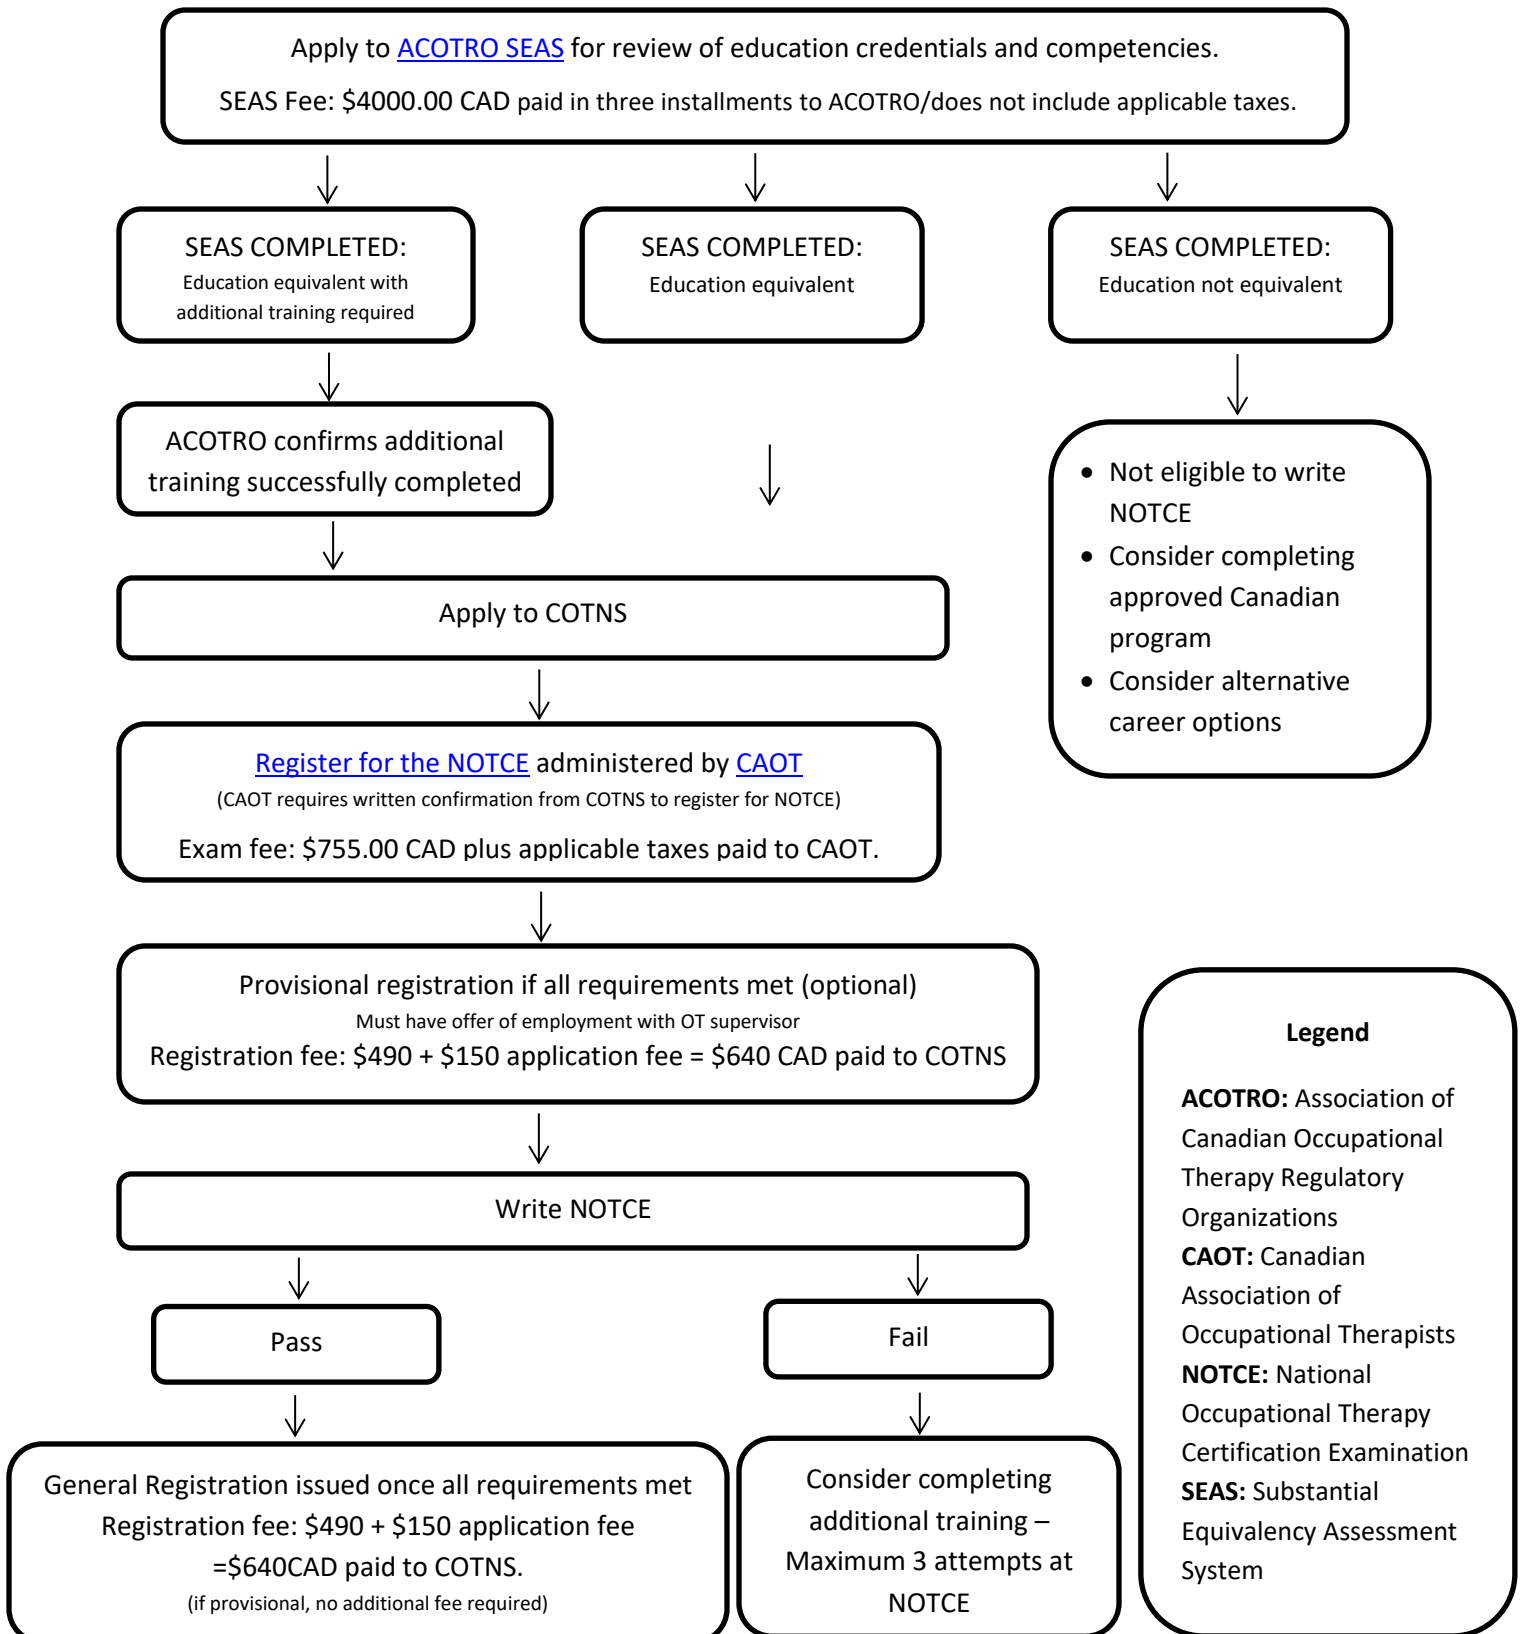 Apply to ACOTRO SEAS for review of education credentials and competencies.
SEAS Fee: $4000.00 CAD paid in three installments to ACOTRO/does not include applicable taxes.
SEAS COMPLETED:
Education equivalent with
additional training required
SEAS COMPLETED:
Education equivalent
SEAS COMPLETED:
Education not equivalent
ACOTRO confirms additional
training successfully completed
• Not eligible to write
NOTCE
• Consider completing
approved Canadian
program
• Consider alternative
career options
Apply to COTNS
Register for the NOTCE administered by CAOT
(CAOT requires written confirmation from COTNS to register for NOTCE)
Exam fee: $755.00 CAD plus applicable taxes paid to CAOT.
Provisional registration if all requirements met (optional)
Must have offer of employment with OT supervisor
Registration fee: $490 + $150 application fee = $640 CAD paid to COTNS
Write NOTCE
Pass
Fail
General Registration issued once all requirements met
Registration fee: $490 + $150 application fee
=$640CAD paid to COTNS.
(if provisional, no additional fee required)
Consider completing
additional training –
Maximum 3 attempts at
NOTCE
Legend
ACOTRO: Association of
Canadian Occupational
Therapy Regulatory
Organizations
CAOT: Canadian
Association of
Occupational Therapists
NOTCE: National
Occupational Therapy
Certification Examination
SEAS: Substantial
Equivalency Assessment
System